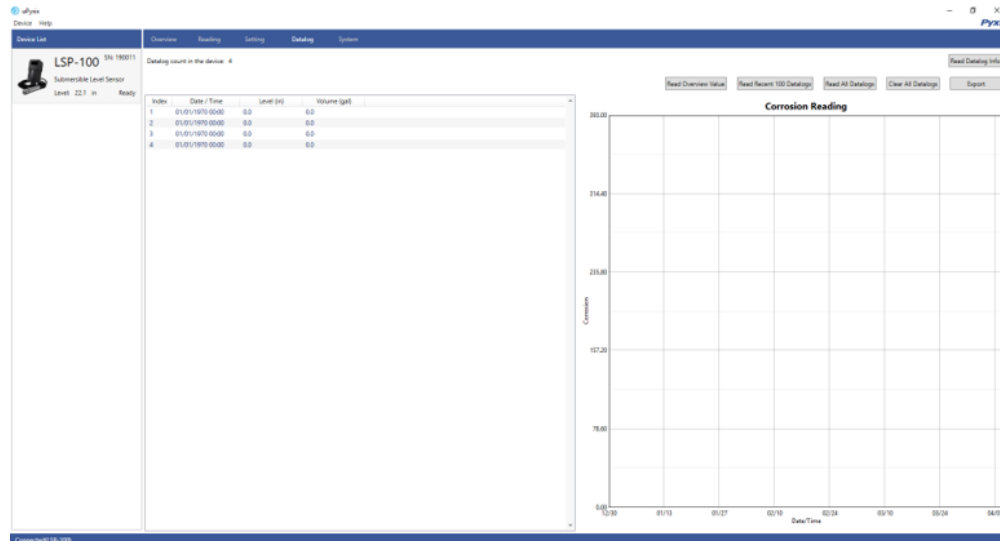 uPyxis
Device Help
Pyx
Device List
Overview Reading Setting Datalog System
LSP-100 SN: 190011
Submersible Level Sensor
Level: 22.1 in Ready
Datalog count in the device: 4
Read Datalog Info
Read Overview Value Read Recent 100 Datalogs Read All Datalogs Clear All Datalogs Export
Index Date / Time Level (in) Volume (gal)
1 01/01/1970 00:00 0.0 0.0
2 01/01/1970 00:00 0.0 0.0
3 01/01/1970 00:00 0.0 0.0
4 01/01/1970 00:00 0.0 0.0
Corrosion Reading
314.40
235.80
Corrosion
157.20
78.60
0.00
12/30 01/13 01/27 02/10 02/24 03/10 03/24
Date/Time
Connected(LSP-100)